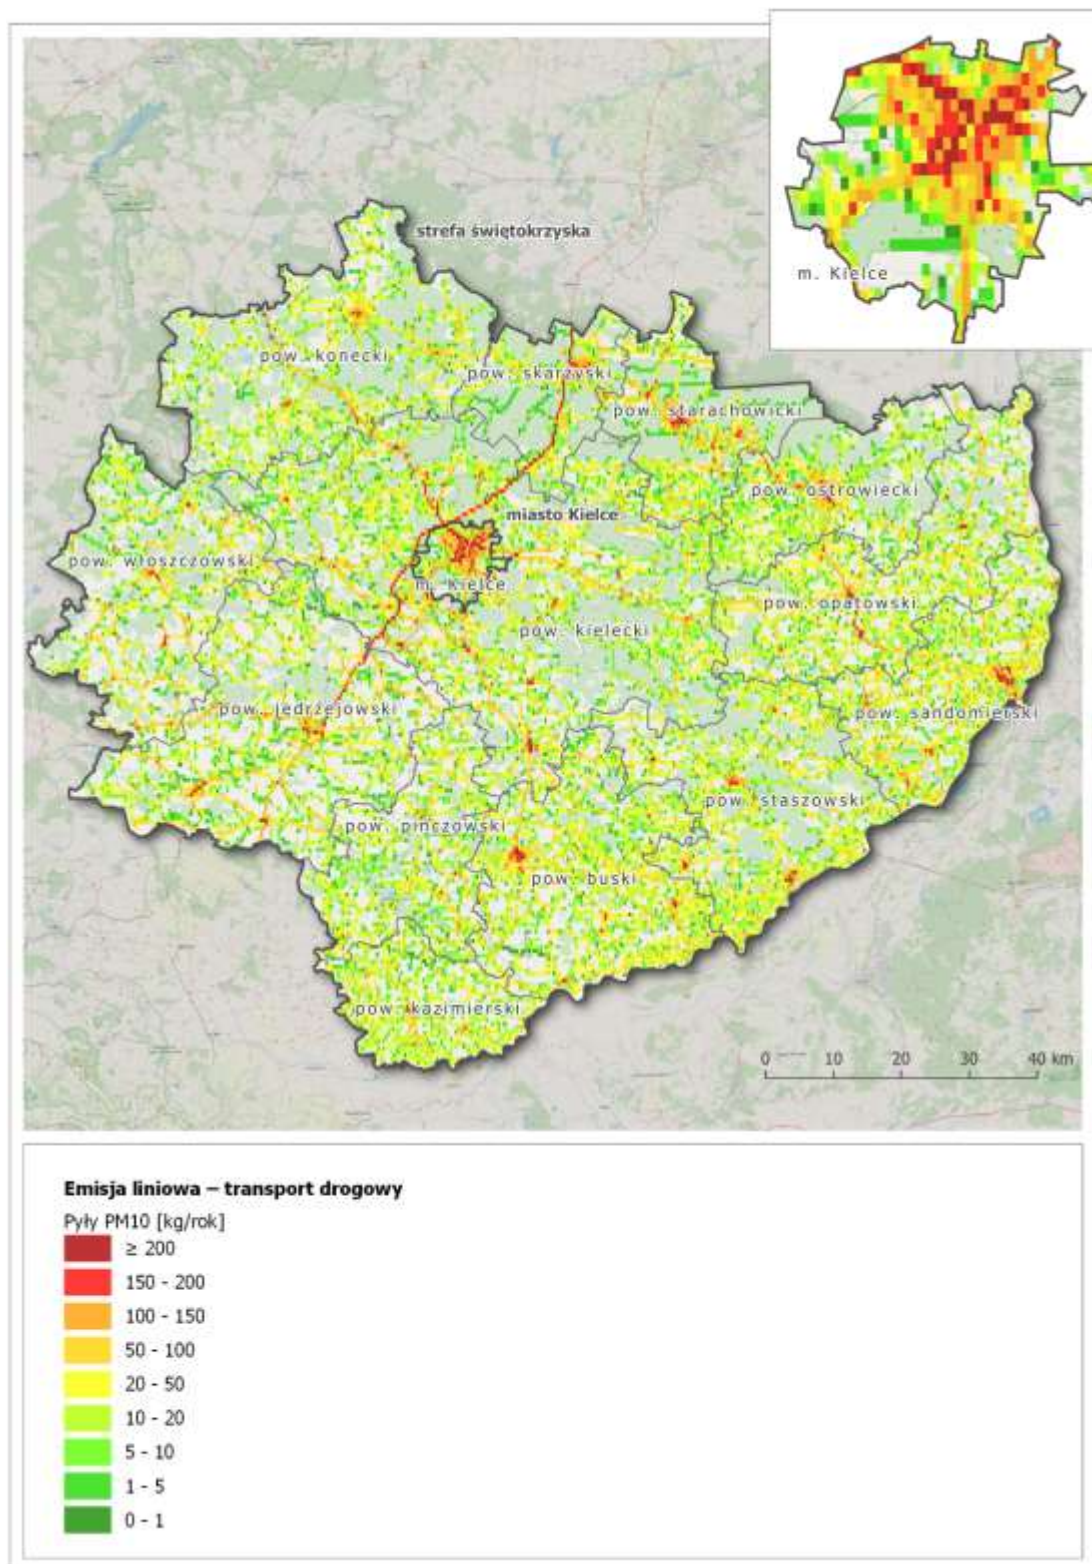 m. Kielce
strefa świętokrzyska
pow. konecki
pow. skarżyski
pow. starachowicki
pow. ostrowiecki
miasto Kielce
pow. włoszczowski
m. Kielce
pow. opatowski
pow. kielecki
pow. jędrzejowski
pow. sandomierski
pow. staszowski
pow. pińczowski
pow. buski
pow. kazimierski
0 10 20 30 40 km
Emisja liniowa – transport drogowy
Pyły PM10 [kg/rok]
≥ 200
150 - 200
100 - 150
50 - 100
20 - 50
10 - 20
5 - 10
1 - 5
0 - 1